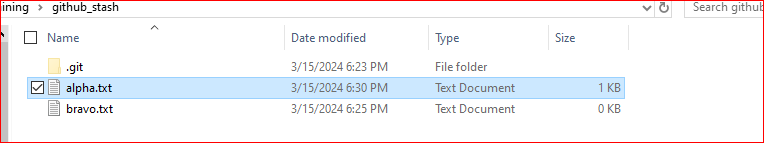 ining › github_stash Search github
Name Date modified Type Size
.git 3/15/2024 6:23 PM File folder
alpha.txt 3/15/2024 6:30 PM Text Document 1 KB
bravo.txt 3/15/2024 6:25 PM Text Document 0 KB